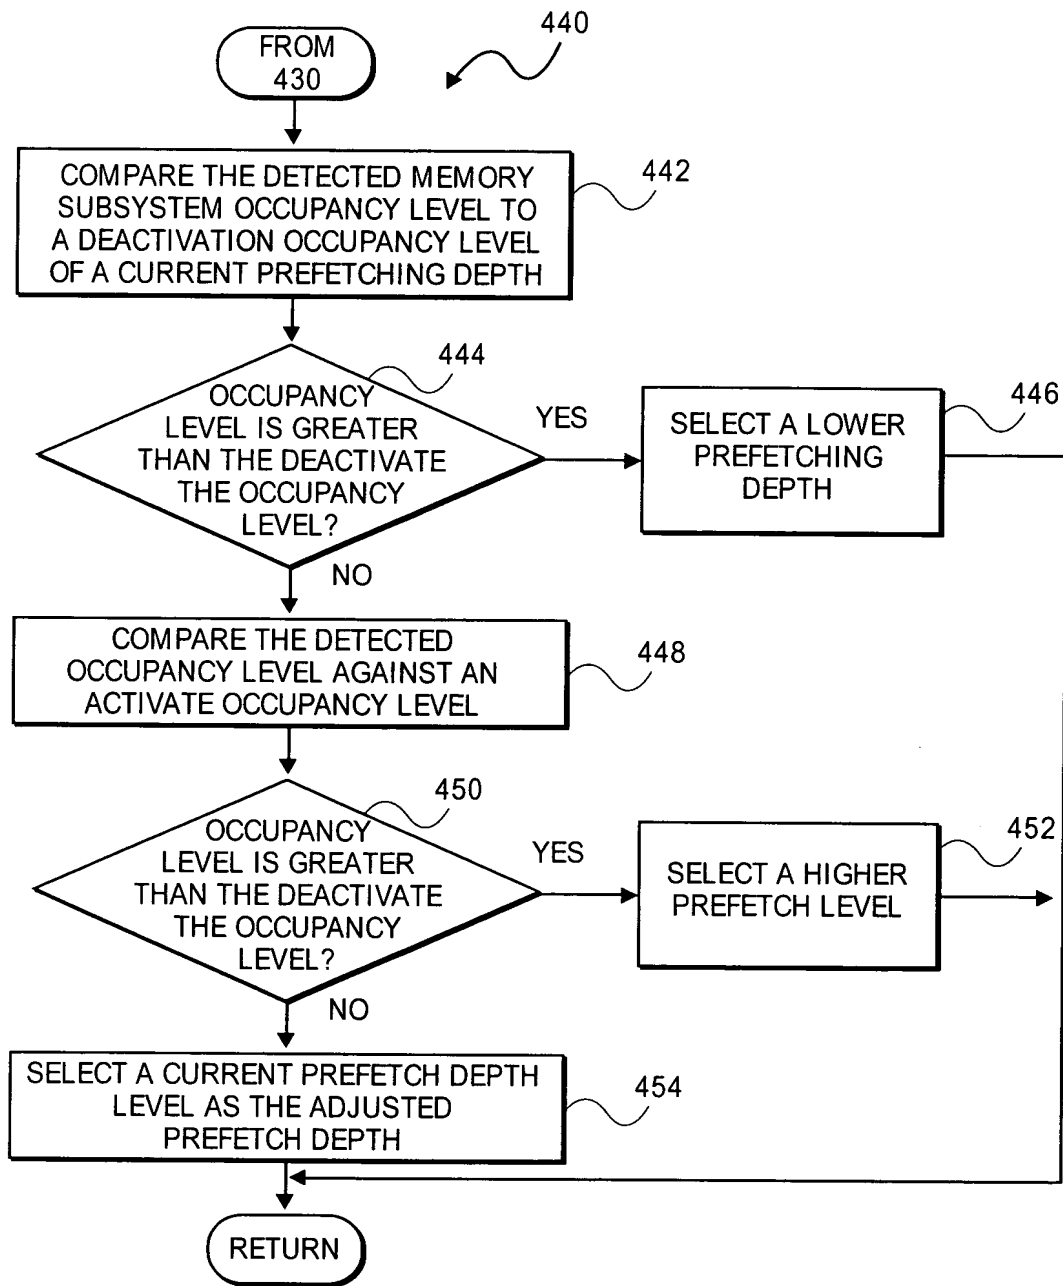 FROM
430
440
COMPARE THE DETECTED MEMORY
SUBSYSTEM OCCUPANCY LEVEL TO
A DEACTIVATION OCCUPANCY LEVEL
OF A CURRENT PREFETCHING DEPTH
442
OCCUPANCY
LEVEL IS GREATER
THAN THE DEACTIVATE
THE OCCUPANCY
LEVEL?
444
YES
SELECT A LOWER
PREFETCHING
DEPTH
446
NO
COMPARE THE DETECTED
OCCUPANCY LEVEL AGAINST AN
ACTIVATE OCCUPANCY LEVEL
448
OCCUPANCY
LEVEL IS GREATER
THAN THE DEACTIVATE
THE OCCUPANCY
LEVEL?
450
YES
SELECT A HIGHER
PREFETCH LEVEL
452
NO
SELECT A CURRENT PREFETCH DEPTH
LEVEL AS THE ADJUSTED
PREFETCH DEPTH
454
RETURN